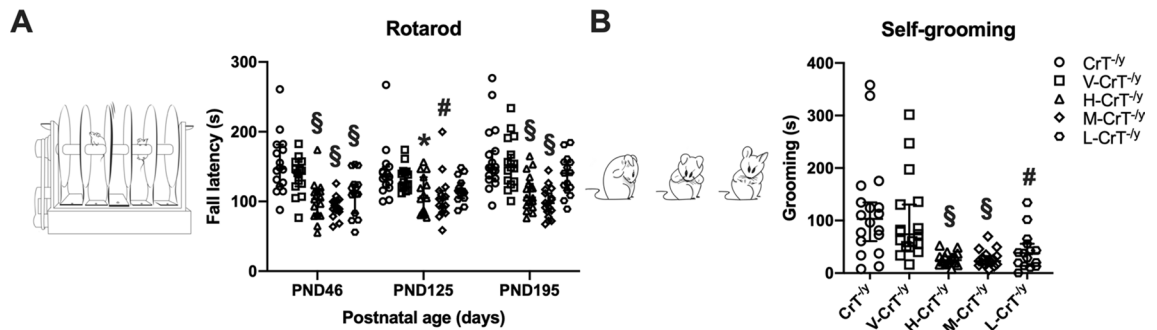 A
Rotarod
Fall latency (s)
300
200
100
0
§
§
§
*
#
§
§
PND46
PND125
PND195
Postnatal age (days)
B
Self-grooming
Grooming (s)
400
300
200
100
0
§
§
#
CrT-/y
V-CrT-/y
H-CrT-/y
M-CrT-/y
L-CrT-/y
CrT-/y
V-CrT-/y
H-CrT-/y
M-CrT-/y
L-CrT-/y